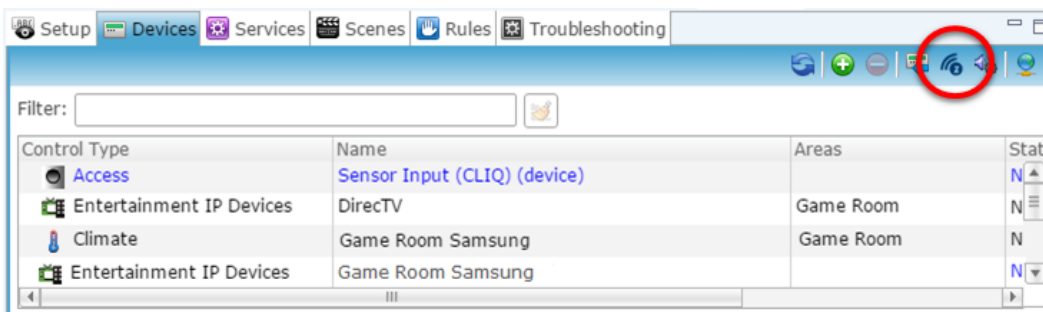 Setup Devices Services Scenes Rules Troubleshooting
Filter:
Control Type Name Areas Stat
Access Sensor Input (CLIQ) (device) N
Entertainment IP Devices DirecTV Game Room N
Climate Game Room Samsung Game Room N
Entertainment IP Devices Game Room Samsung N